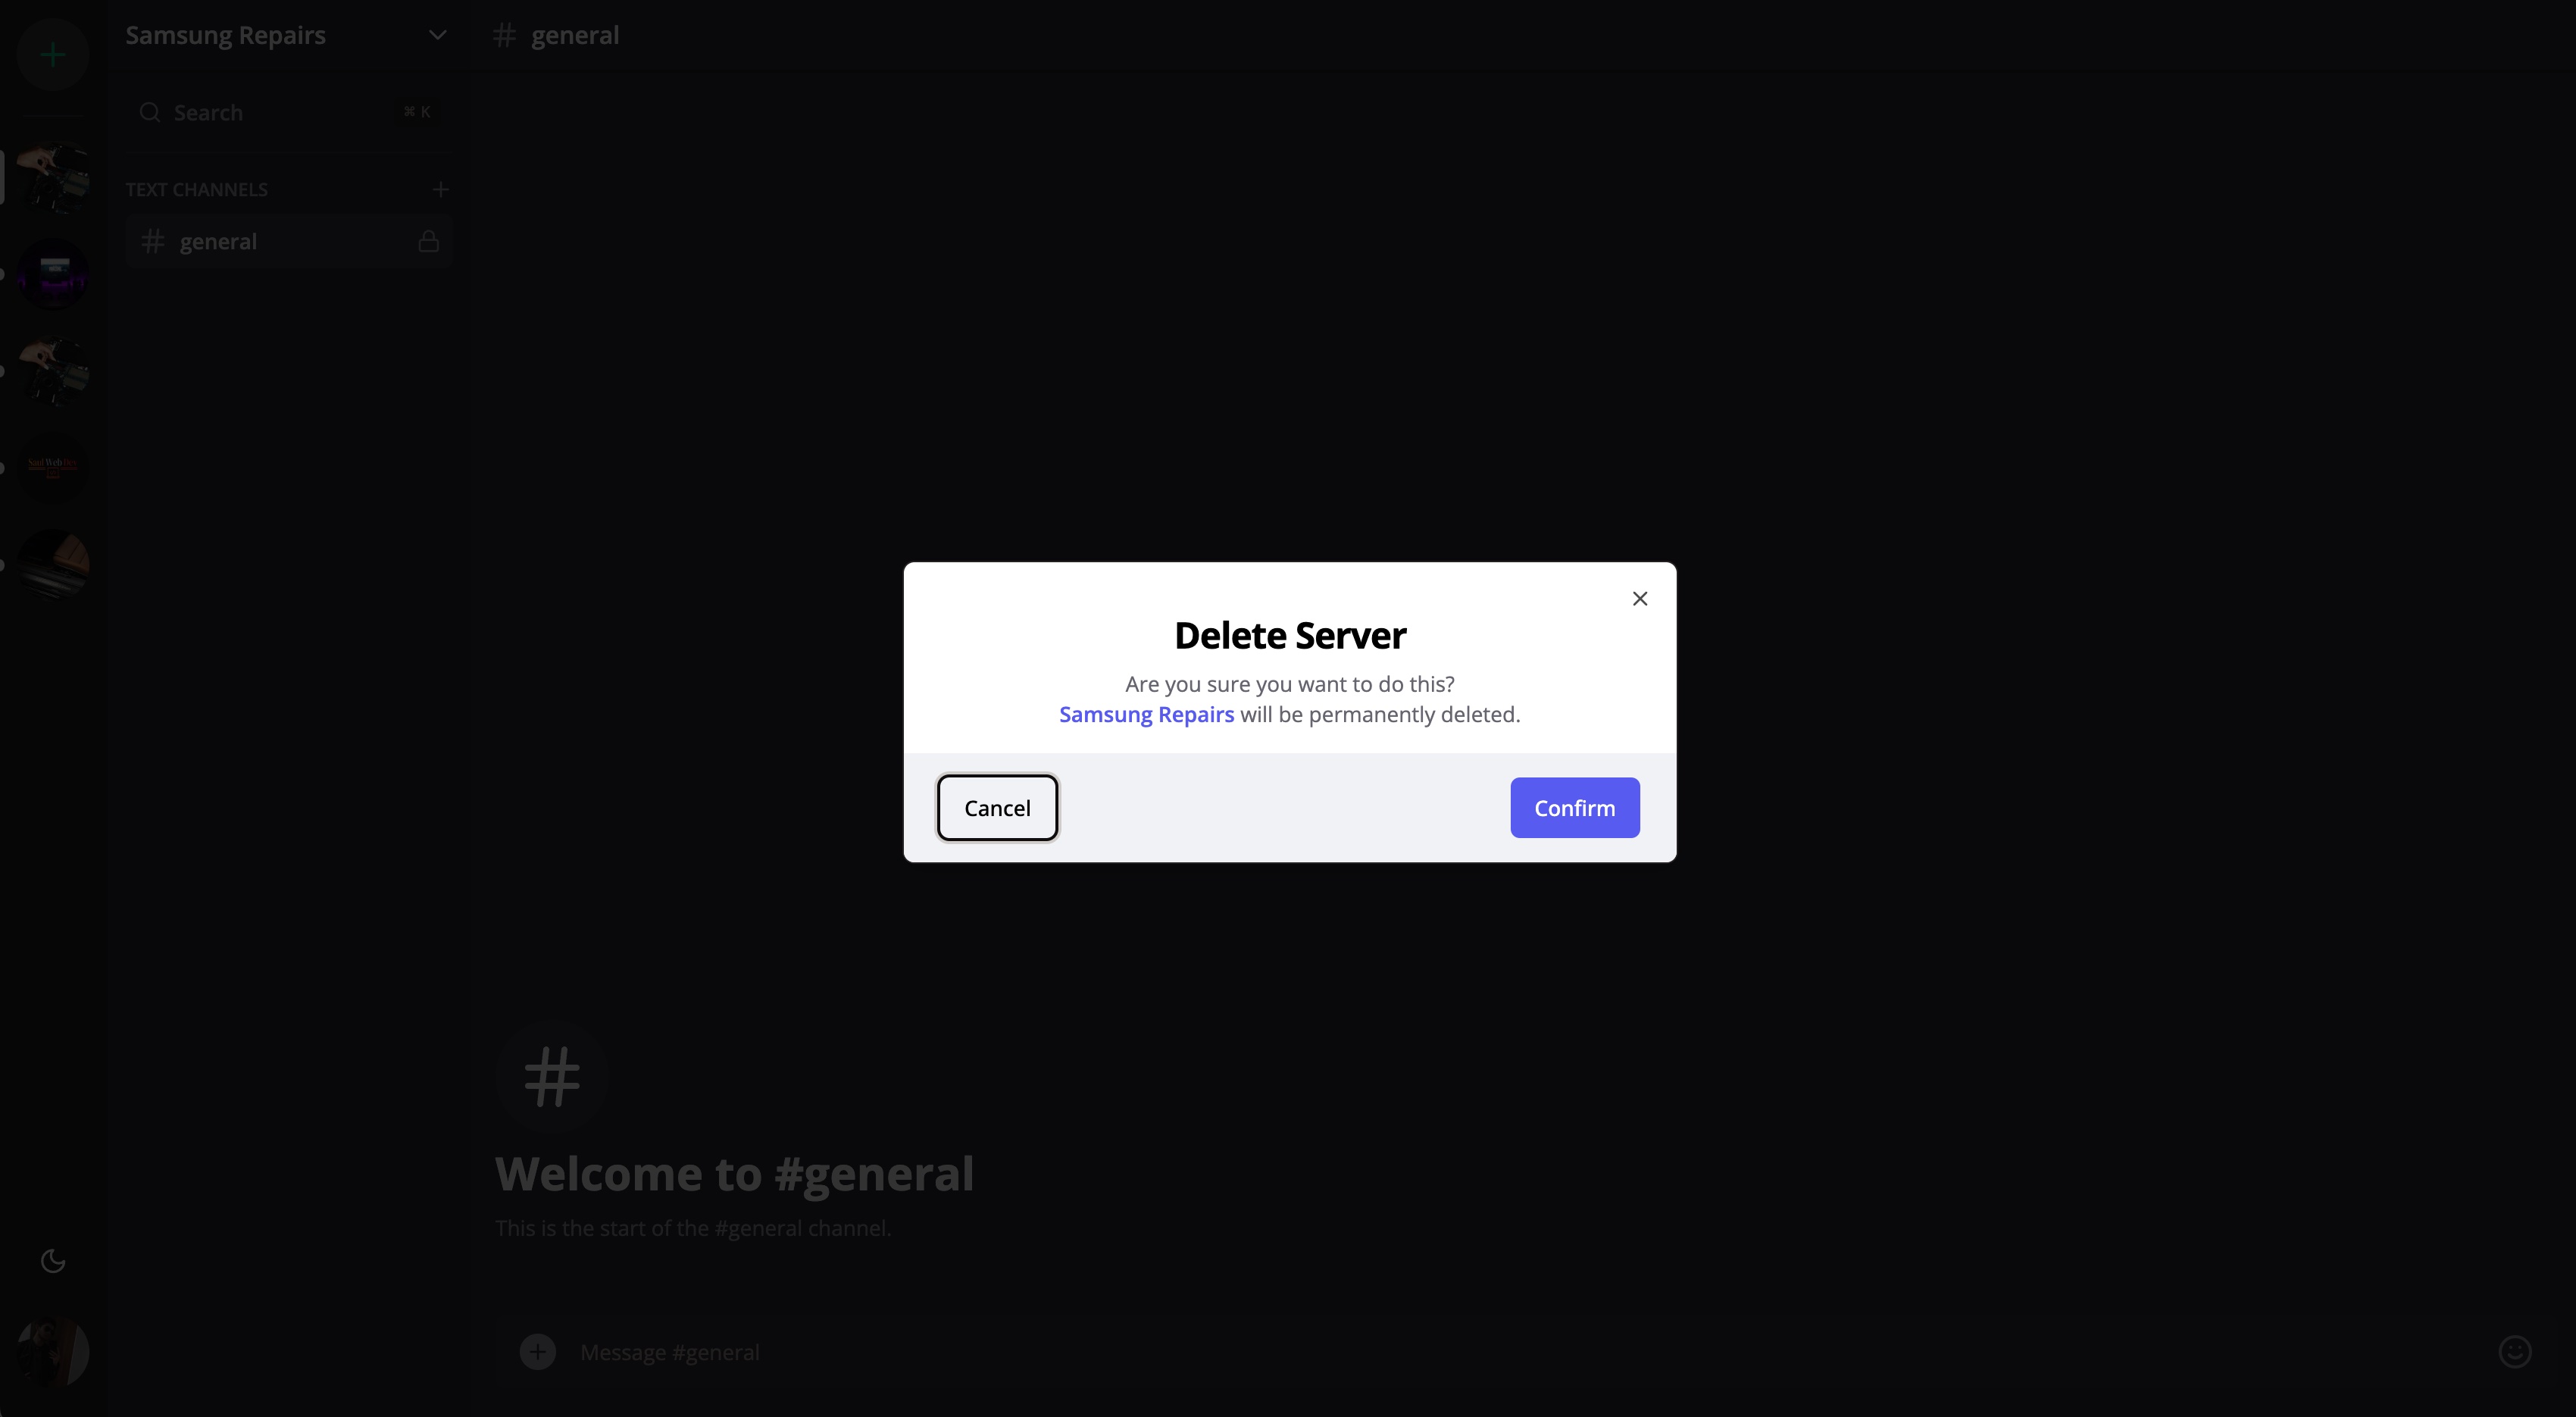 Samsung Repairs
Search
⌘ K
TEXT CHANNELS
general
general
Delete Server
Are you sure you want to do this?
Samsung Repairs will be permanently deleted.
Cancel
Confirm
Welcome to #general
This is the start of the #general channel.
Message #general